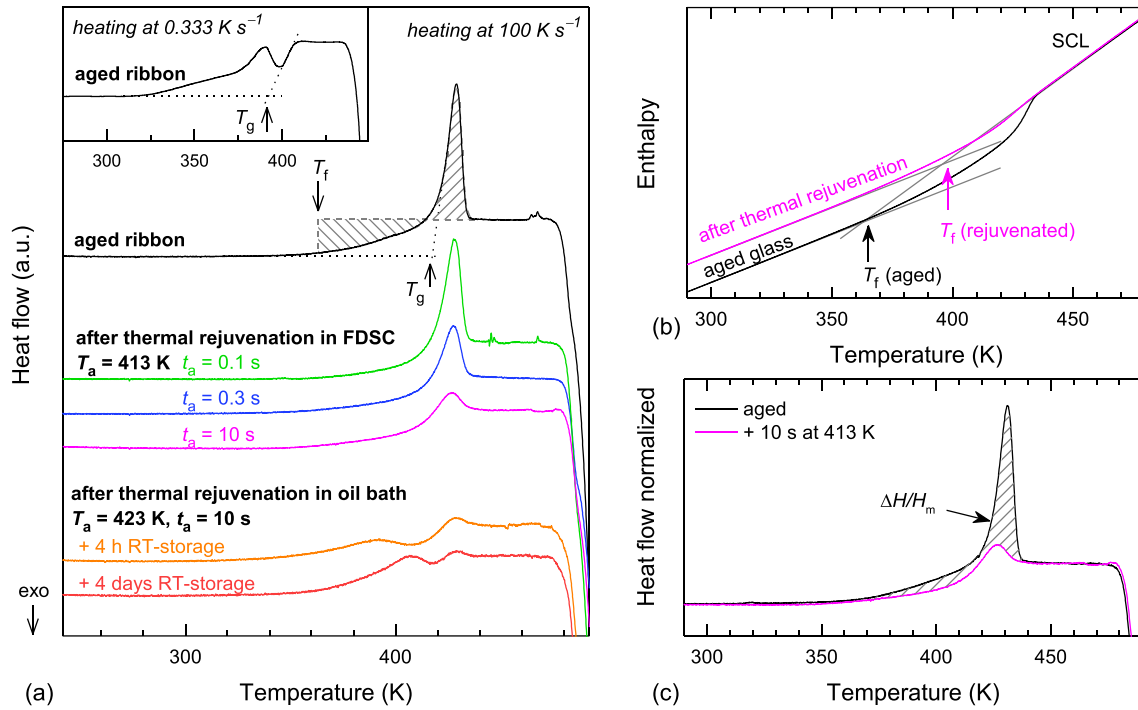 heating at 0.333 K s⁻¹
aged ribbon
Tg
300
400
heating at 100 K s⁻¹
Tf
aged ribbon
Tg
after thermal rejuvenation in FDSC
Ta = 413 K
ta = 0.1 s
ta = 0.3 s
ta = 10 s
after thermal rejuvenation in oil bath
Ta = 423 K, ta = 10 s
+ 4 h RT-storage
+ 4 days RT-storage
exo
Heat flow (a.u.)
300
400
(a)
Temperature (K)
SCL
Enthalpy
after thermal rejuvenation
Tf (rejuvenated)
aged glass
Tf (aged)
(b)
300
350
400
450
Temperature (K)
aged
+ 10 s at 413 K
ΔH/Hm
Heat flow normalized
300
350
400
450
(c)
Temperature (K)